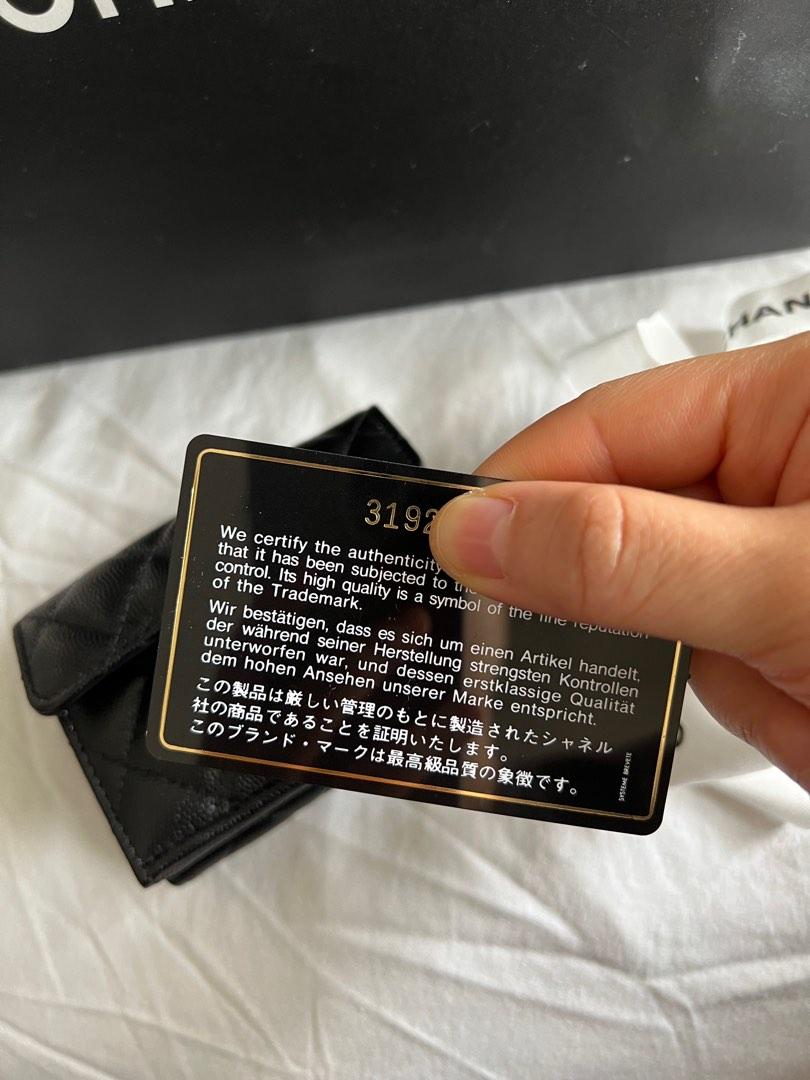 CHA
HAN
3192
We certify the authenticity
that it has been subjected to the
control. Its high quality is a symbol of the fine reputation
of the Trademark.
Wir bestätigen, dass es sich um einen Artikel handelt,
der während seiner Herstellung strengsten Kontrollen
unterworfen war, und dessen erstklassige Qualität
dem hohen Ansehen unserer Marke entspricht.
この製品は厳しい管理のもとに製造されたシャネル
社の商品であることを証明いたします。
このブランド・マークは最高級品質の象徴です。
SYSTEME BREVETE